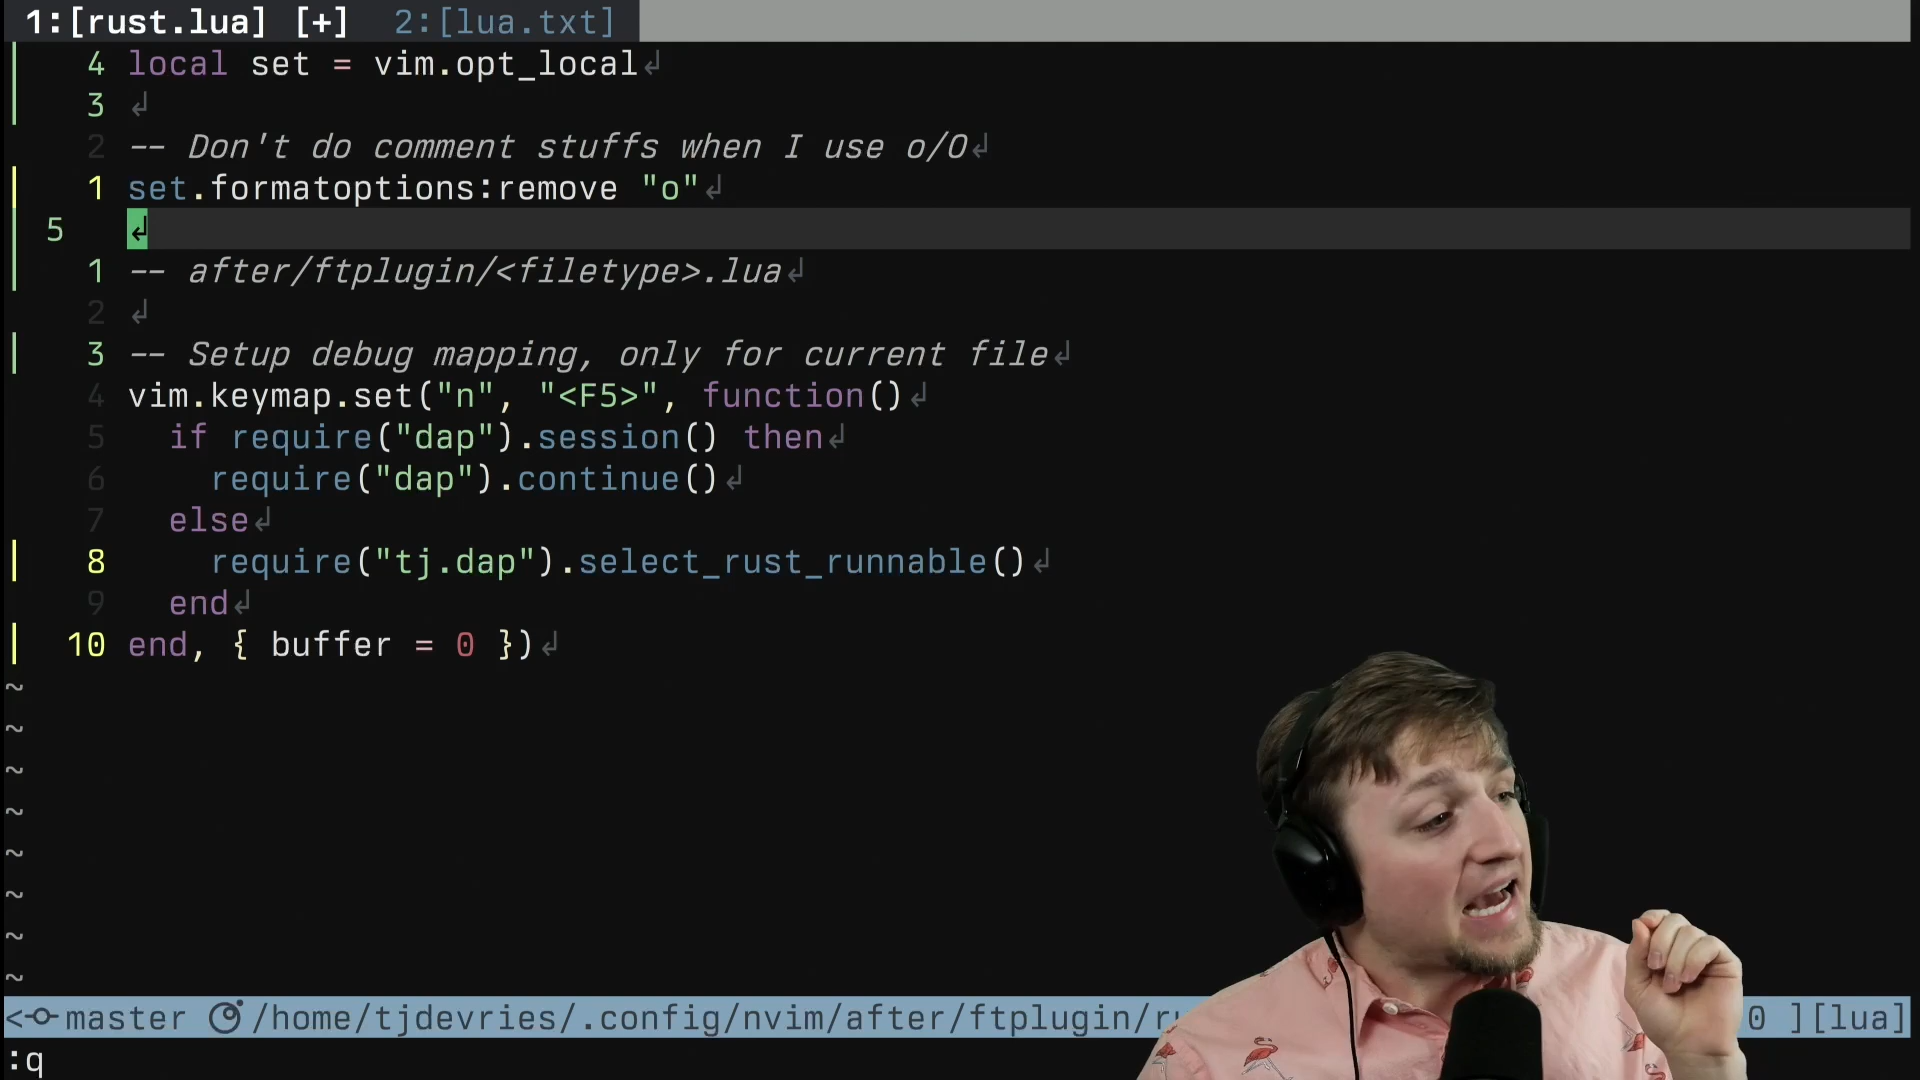 1:[rust.lua] [+] 2:[lua.txt]
4 local set = vim.opt_local↲
3 ↲
2 -- Don't do comment stuffs when I use o/O↲
1 set.formatoptions:remove "o"↲
5 ↲
1 -- after/ftplugin/<filetype>.lua↲
2 ↲
3 -- Setup debug mapping, only for current file↲
4 vim.keymap.set("n", "<F5>", function()↲
5 if require("dap").session() then↲
6 require("dap").continue()↲
7 else↲
8 require("tj.dap").select_rust_runnable()↲
9 end↲
10 end, { buffer = 0 })↲
~
~
~
~
~
~
~
~
master /home/tjdevries/.config/nvim/after/ftplugin/ 0 ][lua]
:q